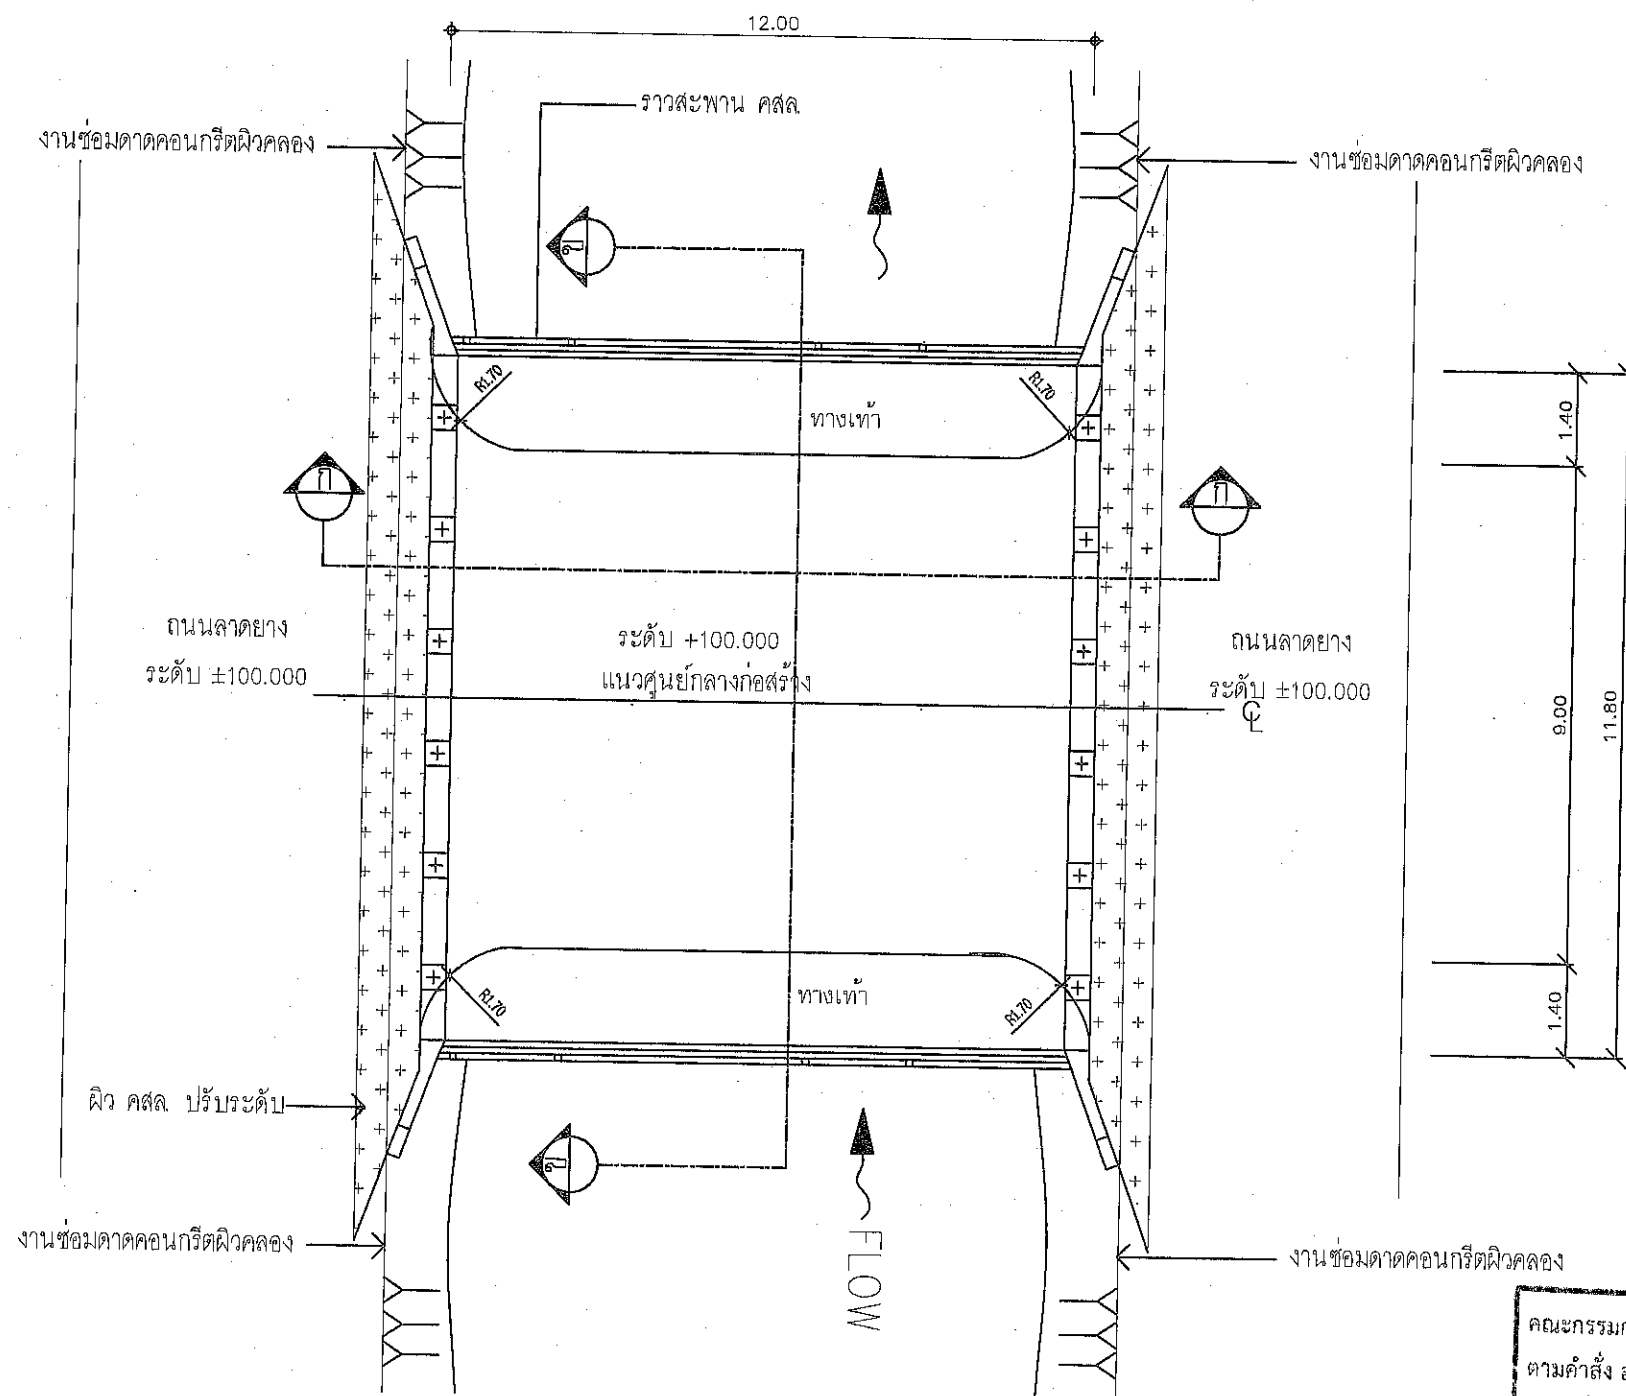 12.00
ราวสะพาน คสล.
งานซ่อมดาดคอนกรีตผิวคลอง
งานซ่อมดาดคอนกรีตผิวคลอง
ข
R1.70
R1.70
ทางเท้า
1.40
ก
ก
ถนนลาดยาง
ระดับ ±100.000
ระดับ +100.000
แนวศูนย์กลางก่อสร้าง
ถนนลาดยาง
ระดับ ±100.000
℄
9.00
11.80
R1.70
ทางเท้า
R1.70
1.40
ผิว คสล. ปรับระดับ
ข
FLOW
งานซ่อมดาดคอนกรีตผิวคลอง
งานซ่อมดาดคอนกรีตผิวคลอง
ตามคำสั่ง